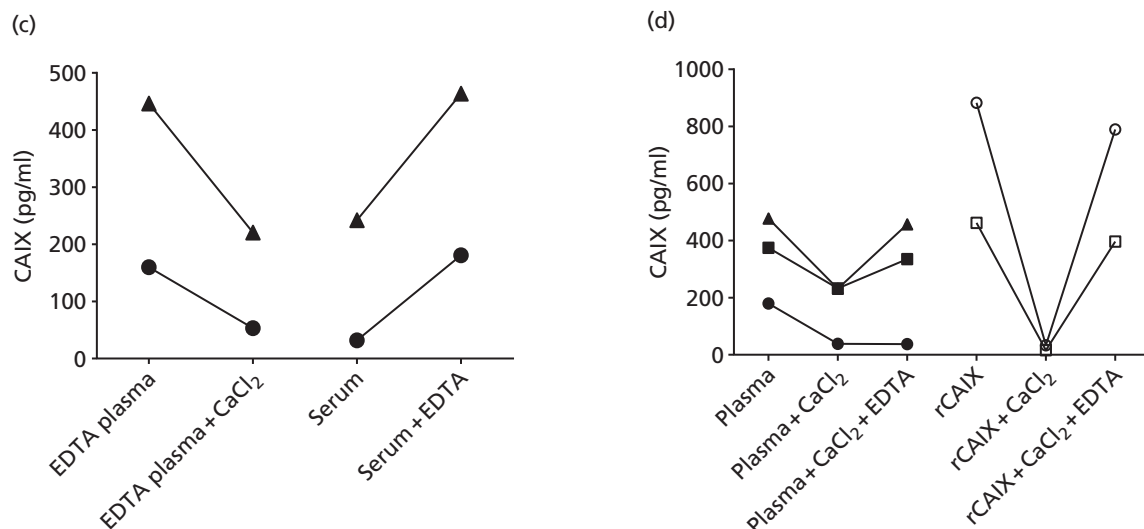 (c)
CAIX (pg/ml)
500
400
300
200
100
0
EDTA plasma
EDTA plasma + CaCl₂
Serum
Serum + EDTA
(d)
CAIX (pg/ml)
1000
800
600
400
200
0
Plasma
Plasma + CaCl₂
Plasma + CaCl₂ + EDTA
rCAIX
rCAIX + CaCl₂
rCAIX + CaCl₂ + EDTA